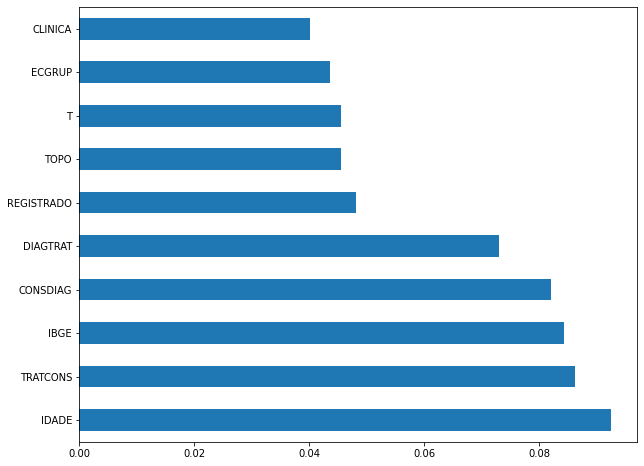 CLINICA
ECGRUP
T
TOPO
REGISTRADO
DIAGTRAT
CONSDIAG
IBGE
TRATCONS
IDADE
0.00 0.02 0.04 0.06 0.08